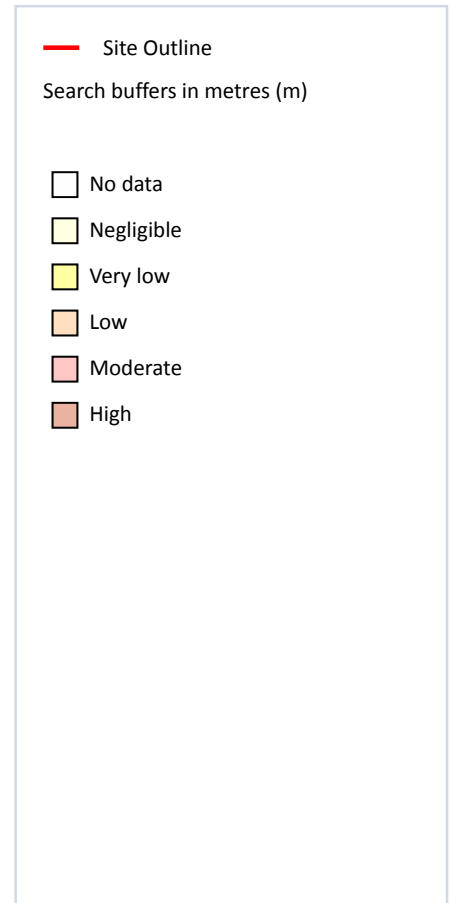 Site Outline
Search buffers in metres (m)
No data
Negligible
Very low
Low
Moderate
High